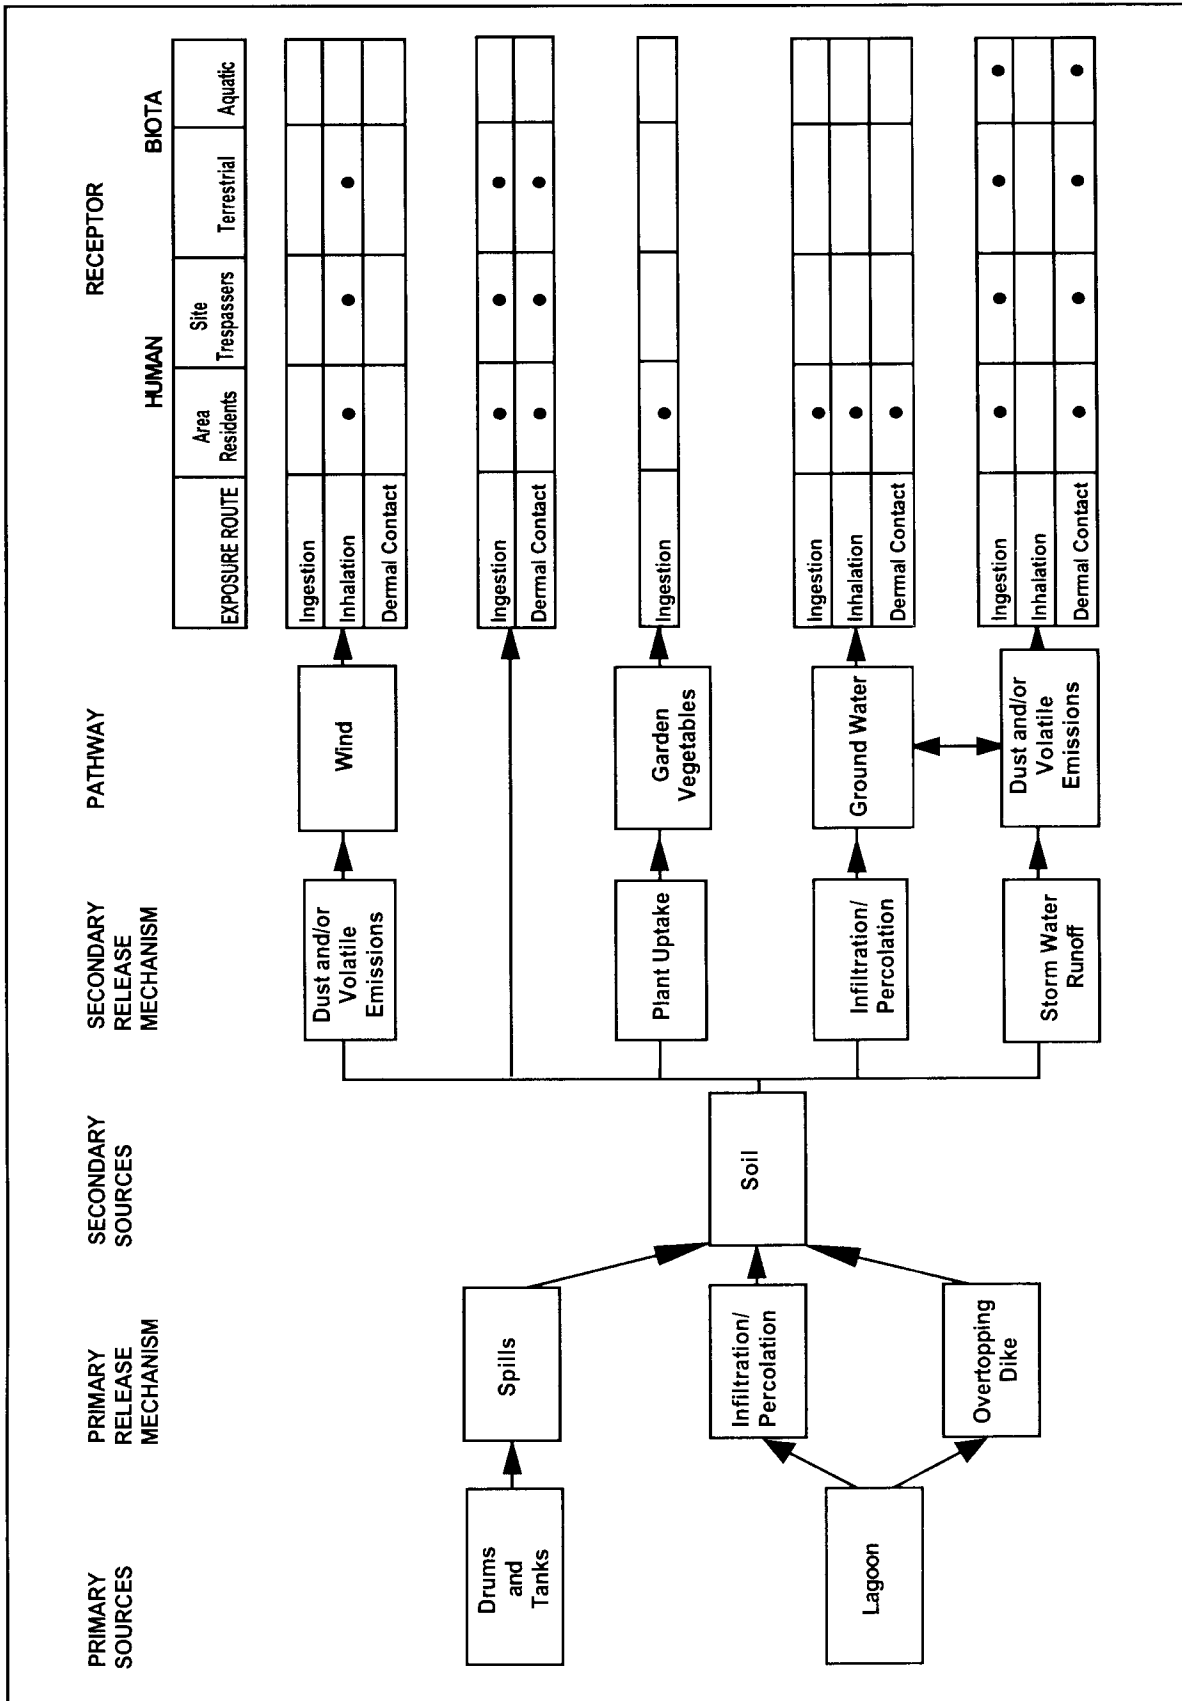 PRIMARY
SOURCES
PRIMARY
RELEASE
MECHANISM
SECONDARY
SOURCES
SECONDARY
RELEASE
MECHANISM
PATHWAY
RECEPTOR
HUMAN
BIOTA
EXPOSURE ROUTE
Area
Residents
Site
Trespassers
Terrestrial
Aquatic
Drums
and
Tanks
Lagoon
Spills
Infiltration/
Percolation
Overtopping
Dike
Soil
Dust and/or
Volatile
Emissions
Wind
Ingestion
Inhalation
Dermal Contact
Ingestion
Dermal Contact
Plant Uptake
Garden
Vegetables
Ingestion
Infiltration/
Percolation
Ground Water
Ingestion
Inhalation
Dermal Contact
Storm Water
Runoff
Dust and/or
Volatile
Emissions
Ingestion
Inhalation
Dermal Contact